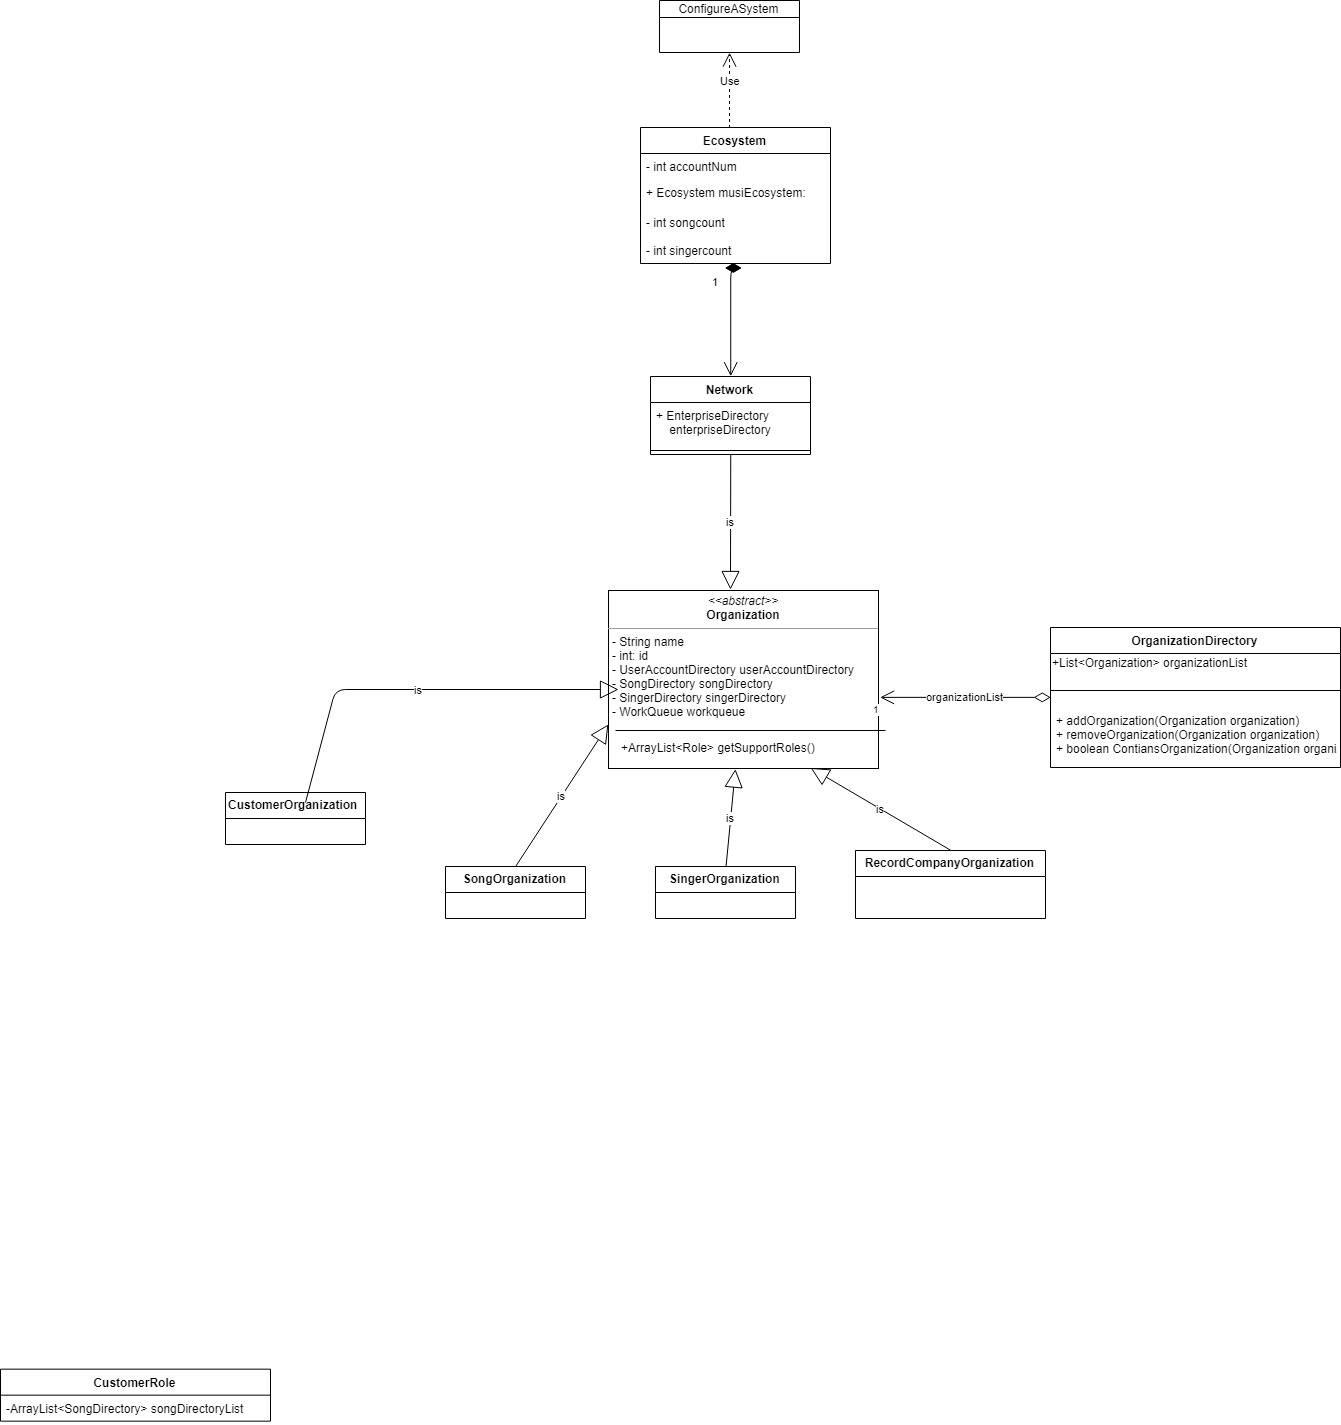 ConfigureASystem
Use
Ecosystem
- int accountNum
+ Ecosystem musiEcosystem:
- int songcount
- int singercount
1
Network
+ EnterpriseDirectory
enterpriseDirectory
is
<<abstract>>
Organization
- String name
- int: id
- UserAccountDirectory userAccountDirectory
- SongDirectory songDirectory
- SingerDirectory singerDirectory
- WorkQueue workqueue
+ArrayList<Role> getSupportRoles()
OrganizationDirectory
+List<Organization> organizationList
+ addOrganization(Organization organization)
+ removeOrganization(Organization organization)
+ boolean ContiansOrganization(Organization organi
organizationList
1
is
is
is
is
CustomerOrganization
SongOrganization
SingerOrganization
RecordCompanyOrganization
CustomerRole
-ArrayList<SongDirectory> songDirectoryList